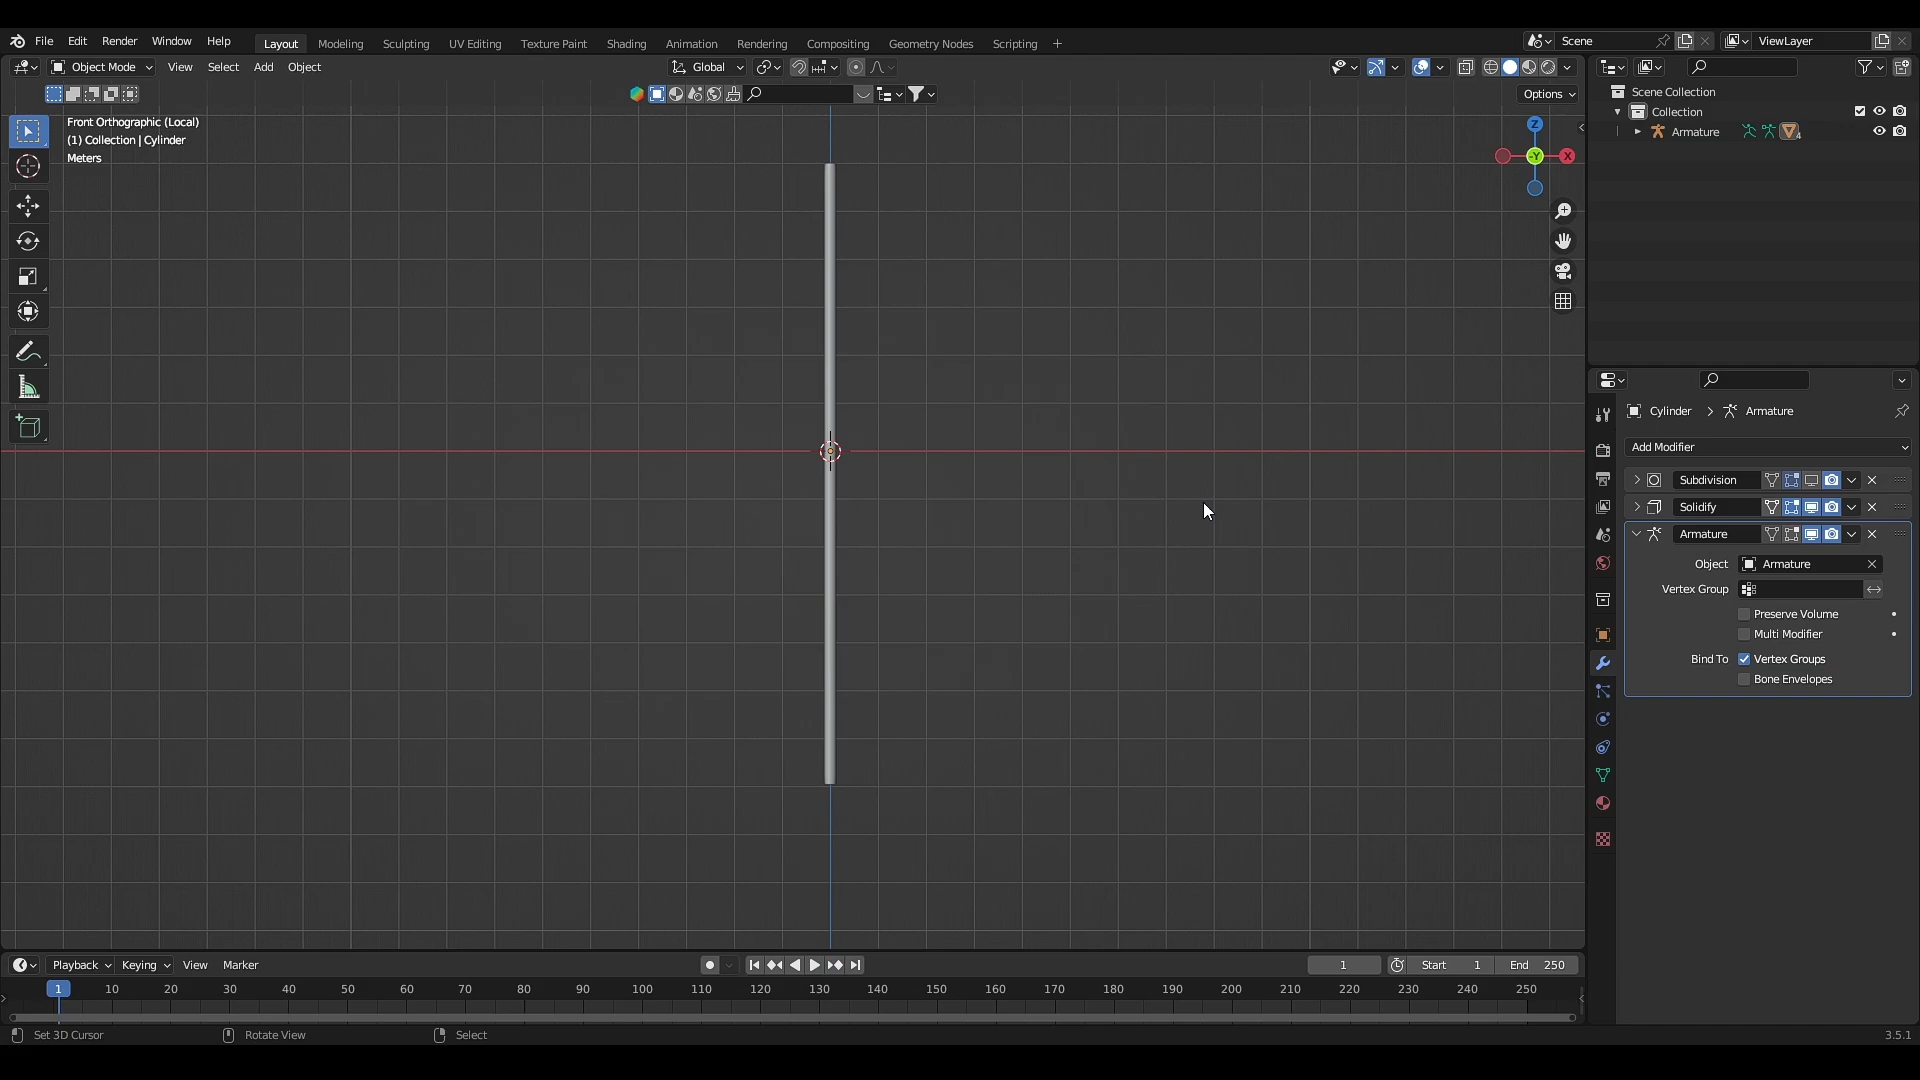 File Edit Render Window Help Layout Modeling Sculpting UV Editing Texture Paint Shading Animation Rendering Compositing Geometry Nodes Scripting + Scene ViewLayer
Object Mode View Select Add Object Global
Options
Front Orthographic (Local)
(1) Collection | Cylinder
Meters
Z
-Y
X
Scene Collection
Collection
Armature 4
Cylinder > Armature
Add Modifier
Subdivision
Solidify
Armature
Object Armature
Vertex Group
Preserve Volume
Multi Modifier
Bind To Vertex Groups
Bone Envelopes
Playback Keying View Marker 1 Start 1 End 250
1 10 20 30 40 50 60 70 80 90 100 110 120 130 140 150 160 170 180 190 200 210 220 230 240 250
Set 3D Cursor Rotate View Select 3.5.1